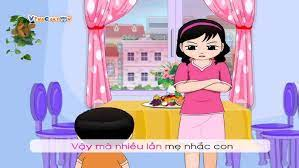 Vậy mà nhiều lần mẹ nhắc con